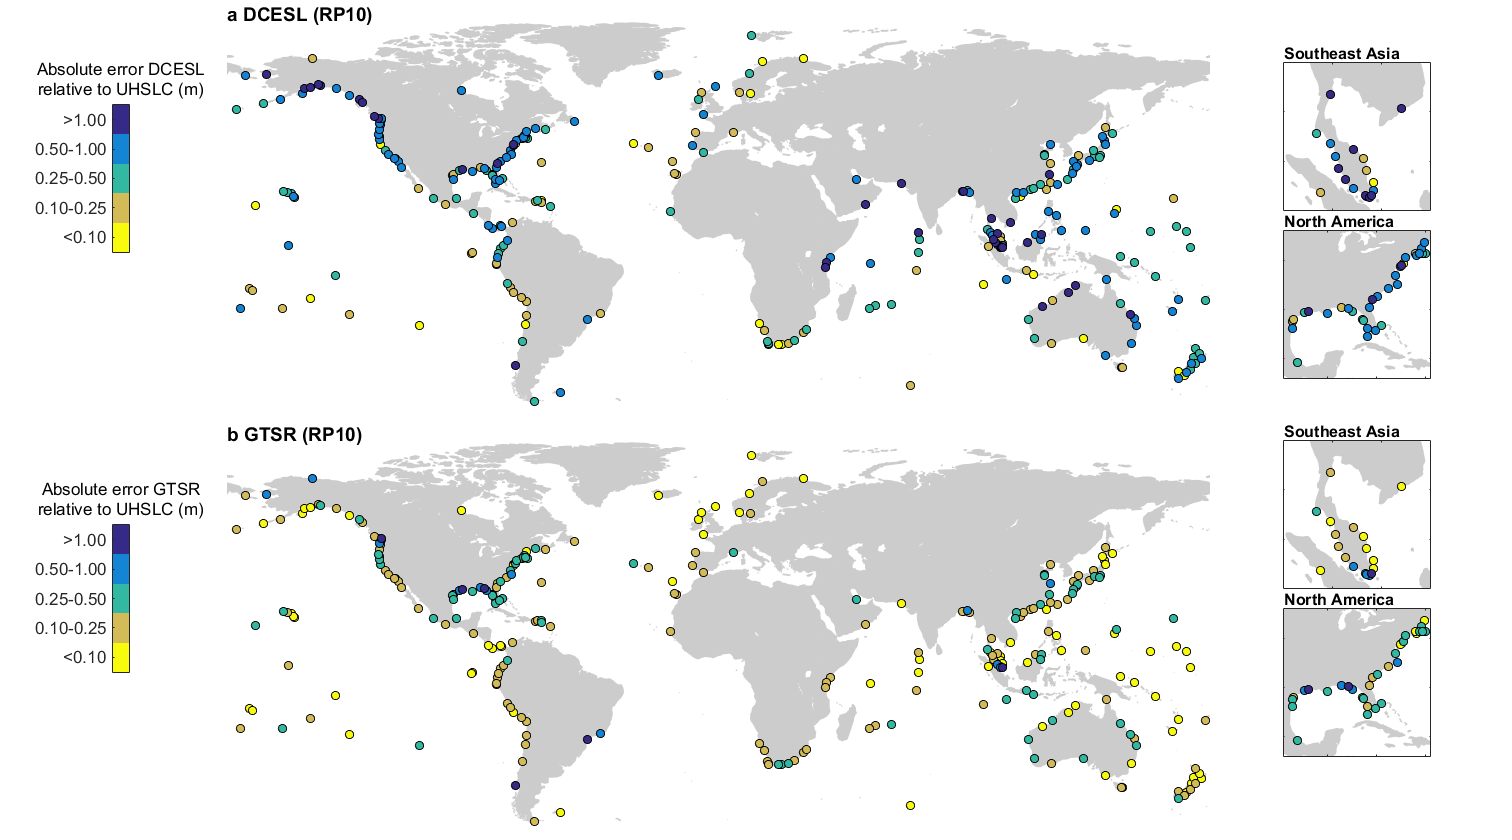 a DCESL (RP10)
Absolute error DCESL
relative to UHSLC (m)
>1.00
0.50-1.00
0.25-0.50
0.10-0.25
<0.10
Southeast Asia
North America
b GTSR (RP10)
Absolute error GTSR
relative to UHSLC (m)
>1.00
0.50-1.00
0.25-0.50
0.10-0.25
<0.10
Southeast Asia
North America